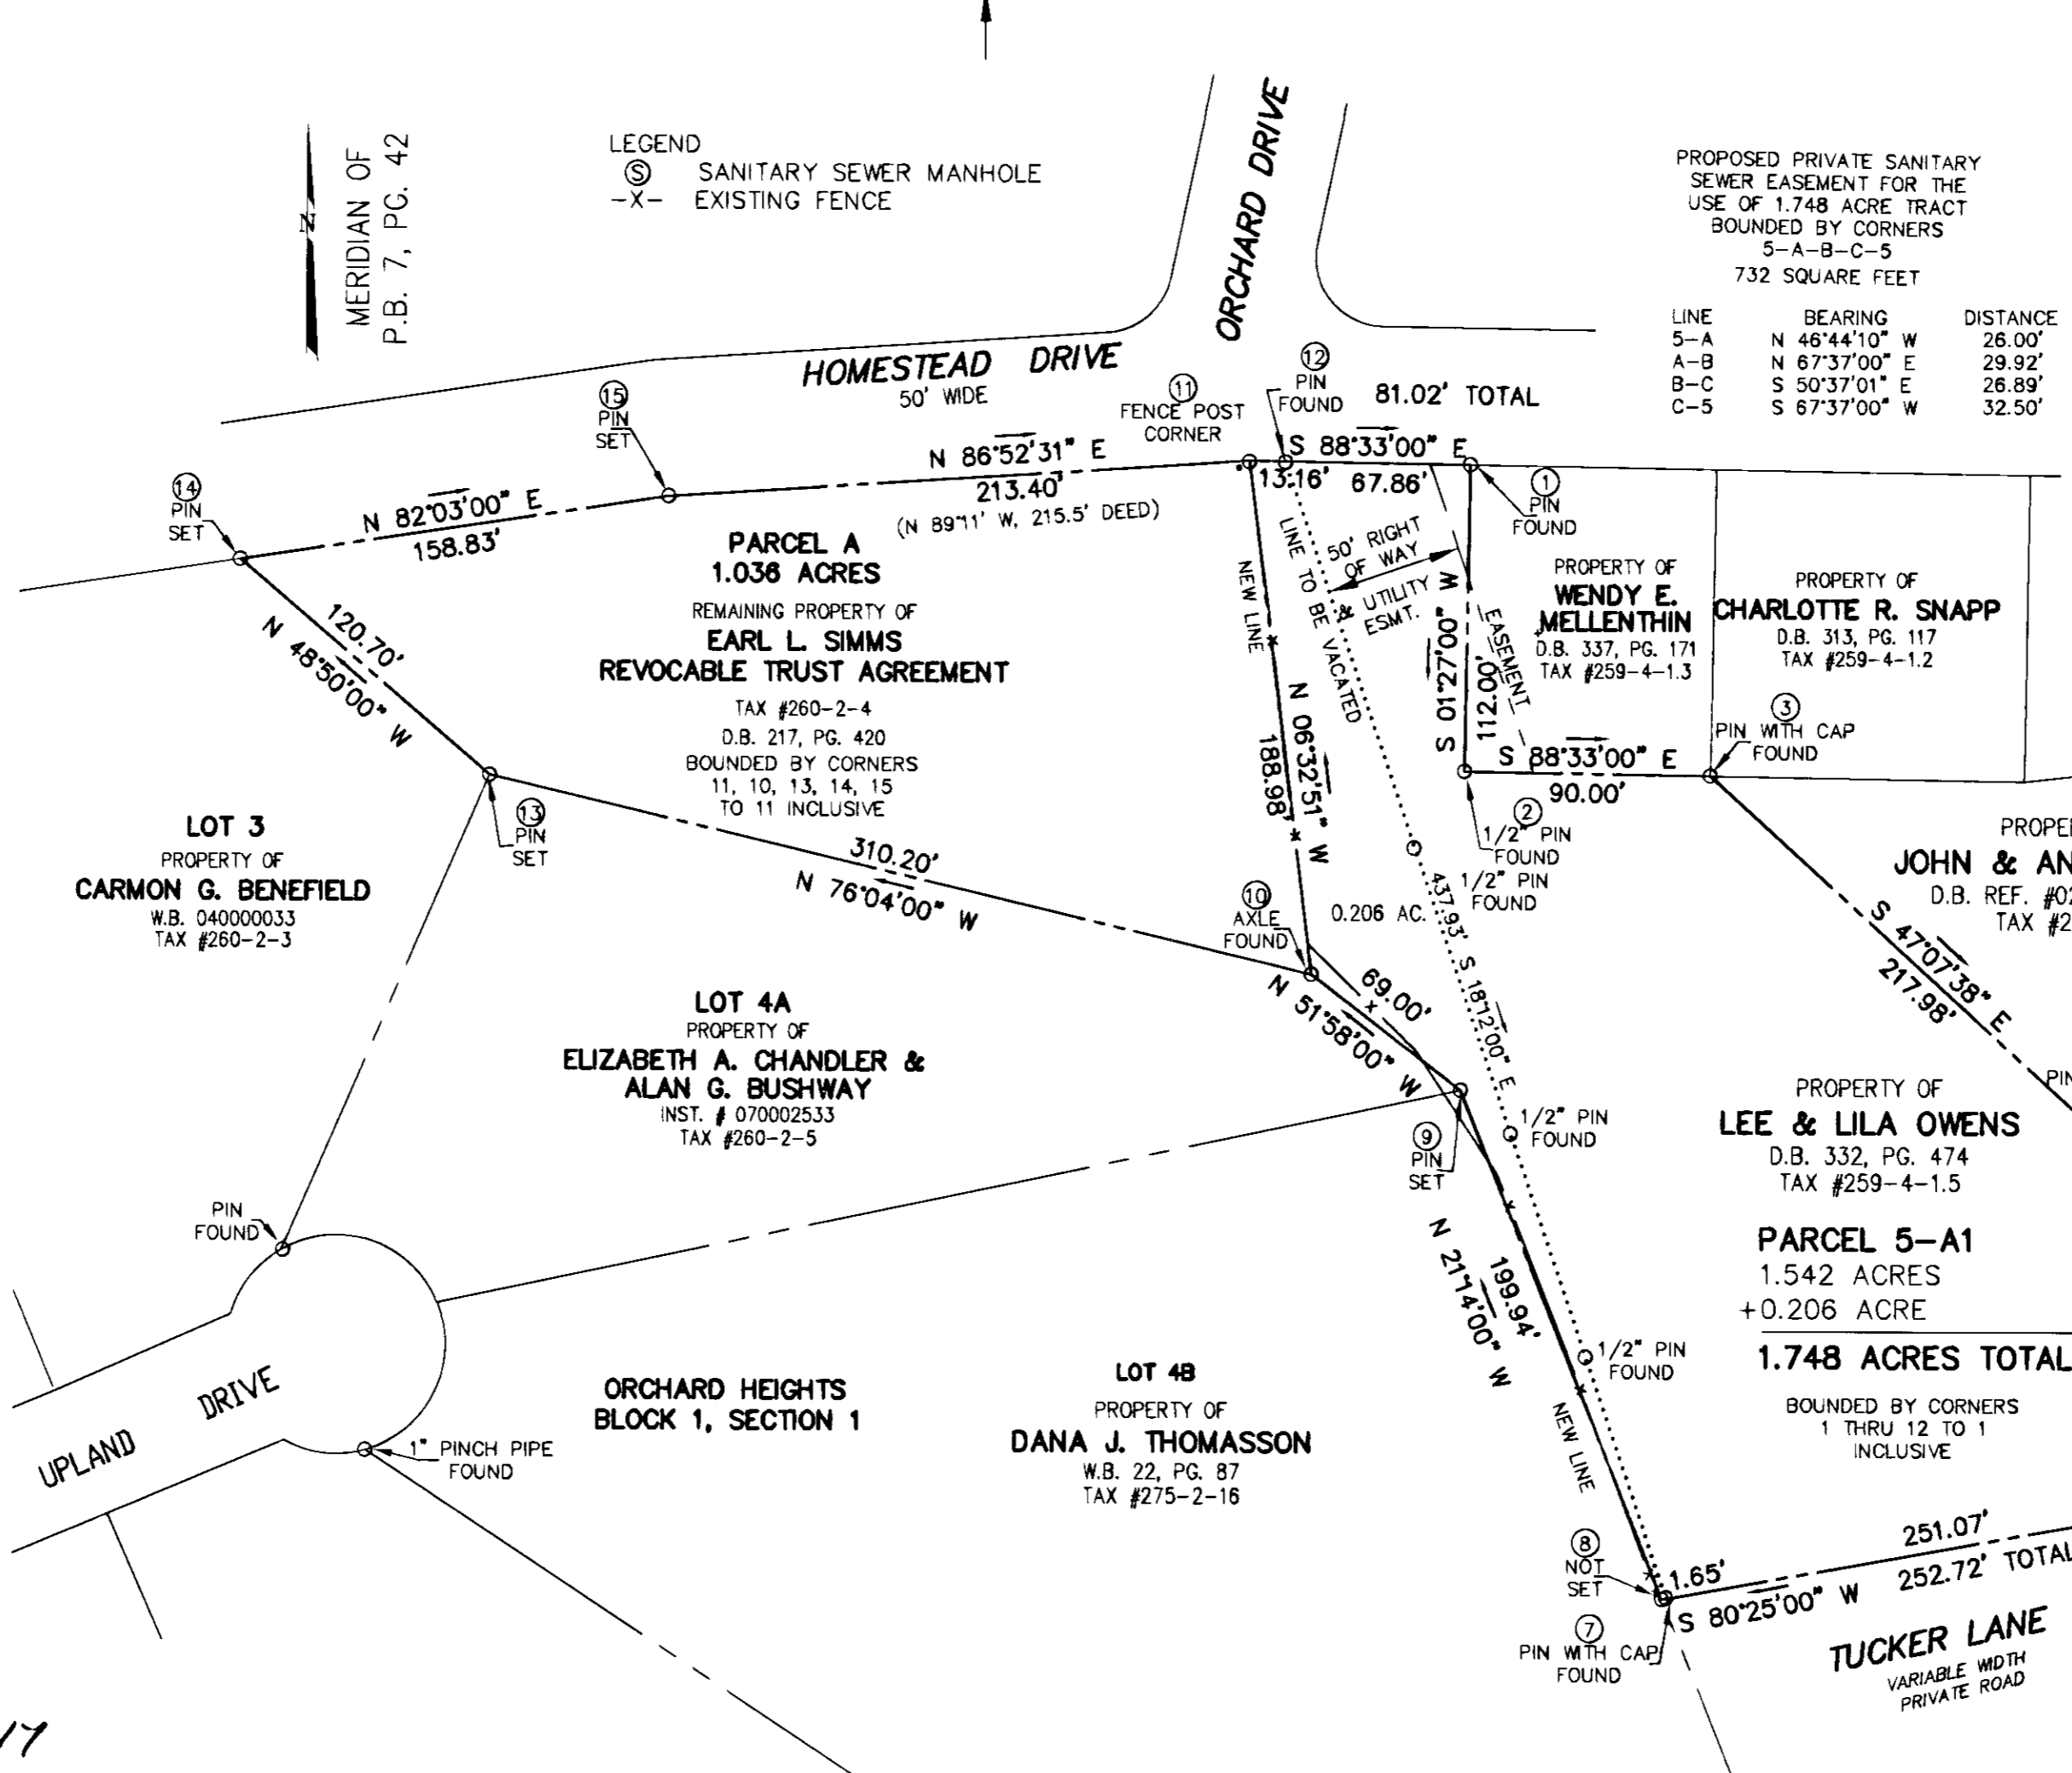 MERIDIAN OF
P.B. 7, PG. 42
N
LEGEND
Ⓢ SANITARY SEWER MANHOLE
-X- EXISTING FENCE
ORCHARD DRIVE
PROPOSED PRIVATE SANITARY
SEWER EASEMENT FOR THE
USE OF 1.748 ACRE TRACT
BOUNDED BY CORNERS
5-A-B-C-5
732 SQUARE FEET
LINE BEARING DISTANCE
5-A N 46°44'10" W 26.00'
A-B N 67°37'00" E 29.92'
B-C S 50°37'01" E 26.89'
C-5 S 67°37'00" W 32.50'
HOMESTEAD DRIVE
50' WIDE
15
PIN
SET
11
FENCE POST
CORNER
12
PIN
FOUND
81.02' TOTAL
S 88°33'00" E
13.16' 67.86'
1
PIN
FOUND
14
PIN
SET
N 82°03'00" E
158.83'
N 86°52'31" E
213.40'
(N 89°11' W, 215.5' DEED)
PARCEL A
1.036 ACRES
REMAINING PROPERTY OF
EARL L. SIMMS
REVOCABLE TRUST AGREEMENT
TAX #260-2-4
D.B. 217, PG. 420
BOUNDED BY CORNERS
11, 10, 13, 14, 15
TO 11 INCLUSIVE
120.70'
N 48°50'00" W
NEW LINE
LINE TO BE VACATED
50' RIGHT
OF WAY
& UTILITY
ESMT.
EASEMENT
S 01°27'00" W
112.00'
N 06°32'51" W
188.98'
PROPERTY OF
WENDY E.
MELLENTHIN
D.B. 337, PG. 171
TAX #259-4-1.3
PROPERTY OF
CHARLOTTE R. SNAPP
D.B. 313, PG. 117
TAX #259-4-1.2
3
PIN WITH CAP
FOUND
S 88°33'00" E
90.00'
2
1/2" PIN
FOUND
1/2" PIN
FOUND
13
PIN
SET
310.20'
N 76°04'00" W
LOT 3
PROPERTY OF
CARMON G. BENEFIELD
W.B. 040000033
TAX #260-2-3
10
AXLE
FOUND
0.206 AC.
437.93' S 18°12'00" E
69.00'
N 51°58'00" W
PROPE
JOHN & AN
D.B. REF. #02
TAX #2
S 47°07'38" E
217.98'
PIN
LOT 4A
PROPERTY OF
ELIZABETH A. CHANDLER &
ALAN G. BUSHWAY
INST. # 070002533
TAX #260-2-5
9
PIN
SET
1/2" PIN
FOUND
PROPERTY OF
LEE & LILA OWENS
D.B. 332, PG. 474
TAX #259-4-1.5
PARCEL 5-A1
1.542 ACRES
+0.206 ACRE
1.748 ACRES TOTAL
BOUNDED BY CORNERS
1 THRU 12 TO 1
INCLUSIVE
PIN
FOUND
N 21°14'00" W
199.94'
1/2" PIN
FOUND
NEW LINE
UPLAND DRIVE
1" PINCH PIPE
FOUND
ORCHARD HEIGHTS
BLOCK 1, SECTION 1
LOT 4B
PROPERTY OF
DANA J. THOMASSON
W.B. 22, PG. 87
TAX #275-2-16
8
NOT
SET
1.65'
251.07'
S 80°25'00" W 252.72' TOTAL
7
PIN WITH CAP
FOUND
TUCKER LANE
VARIABLE WIDTH
PRIVATE ROAD
17